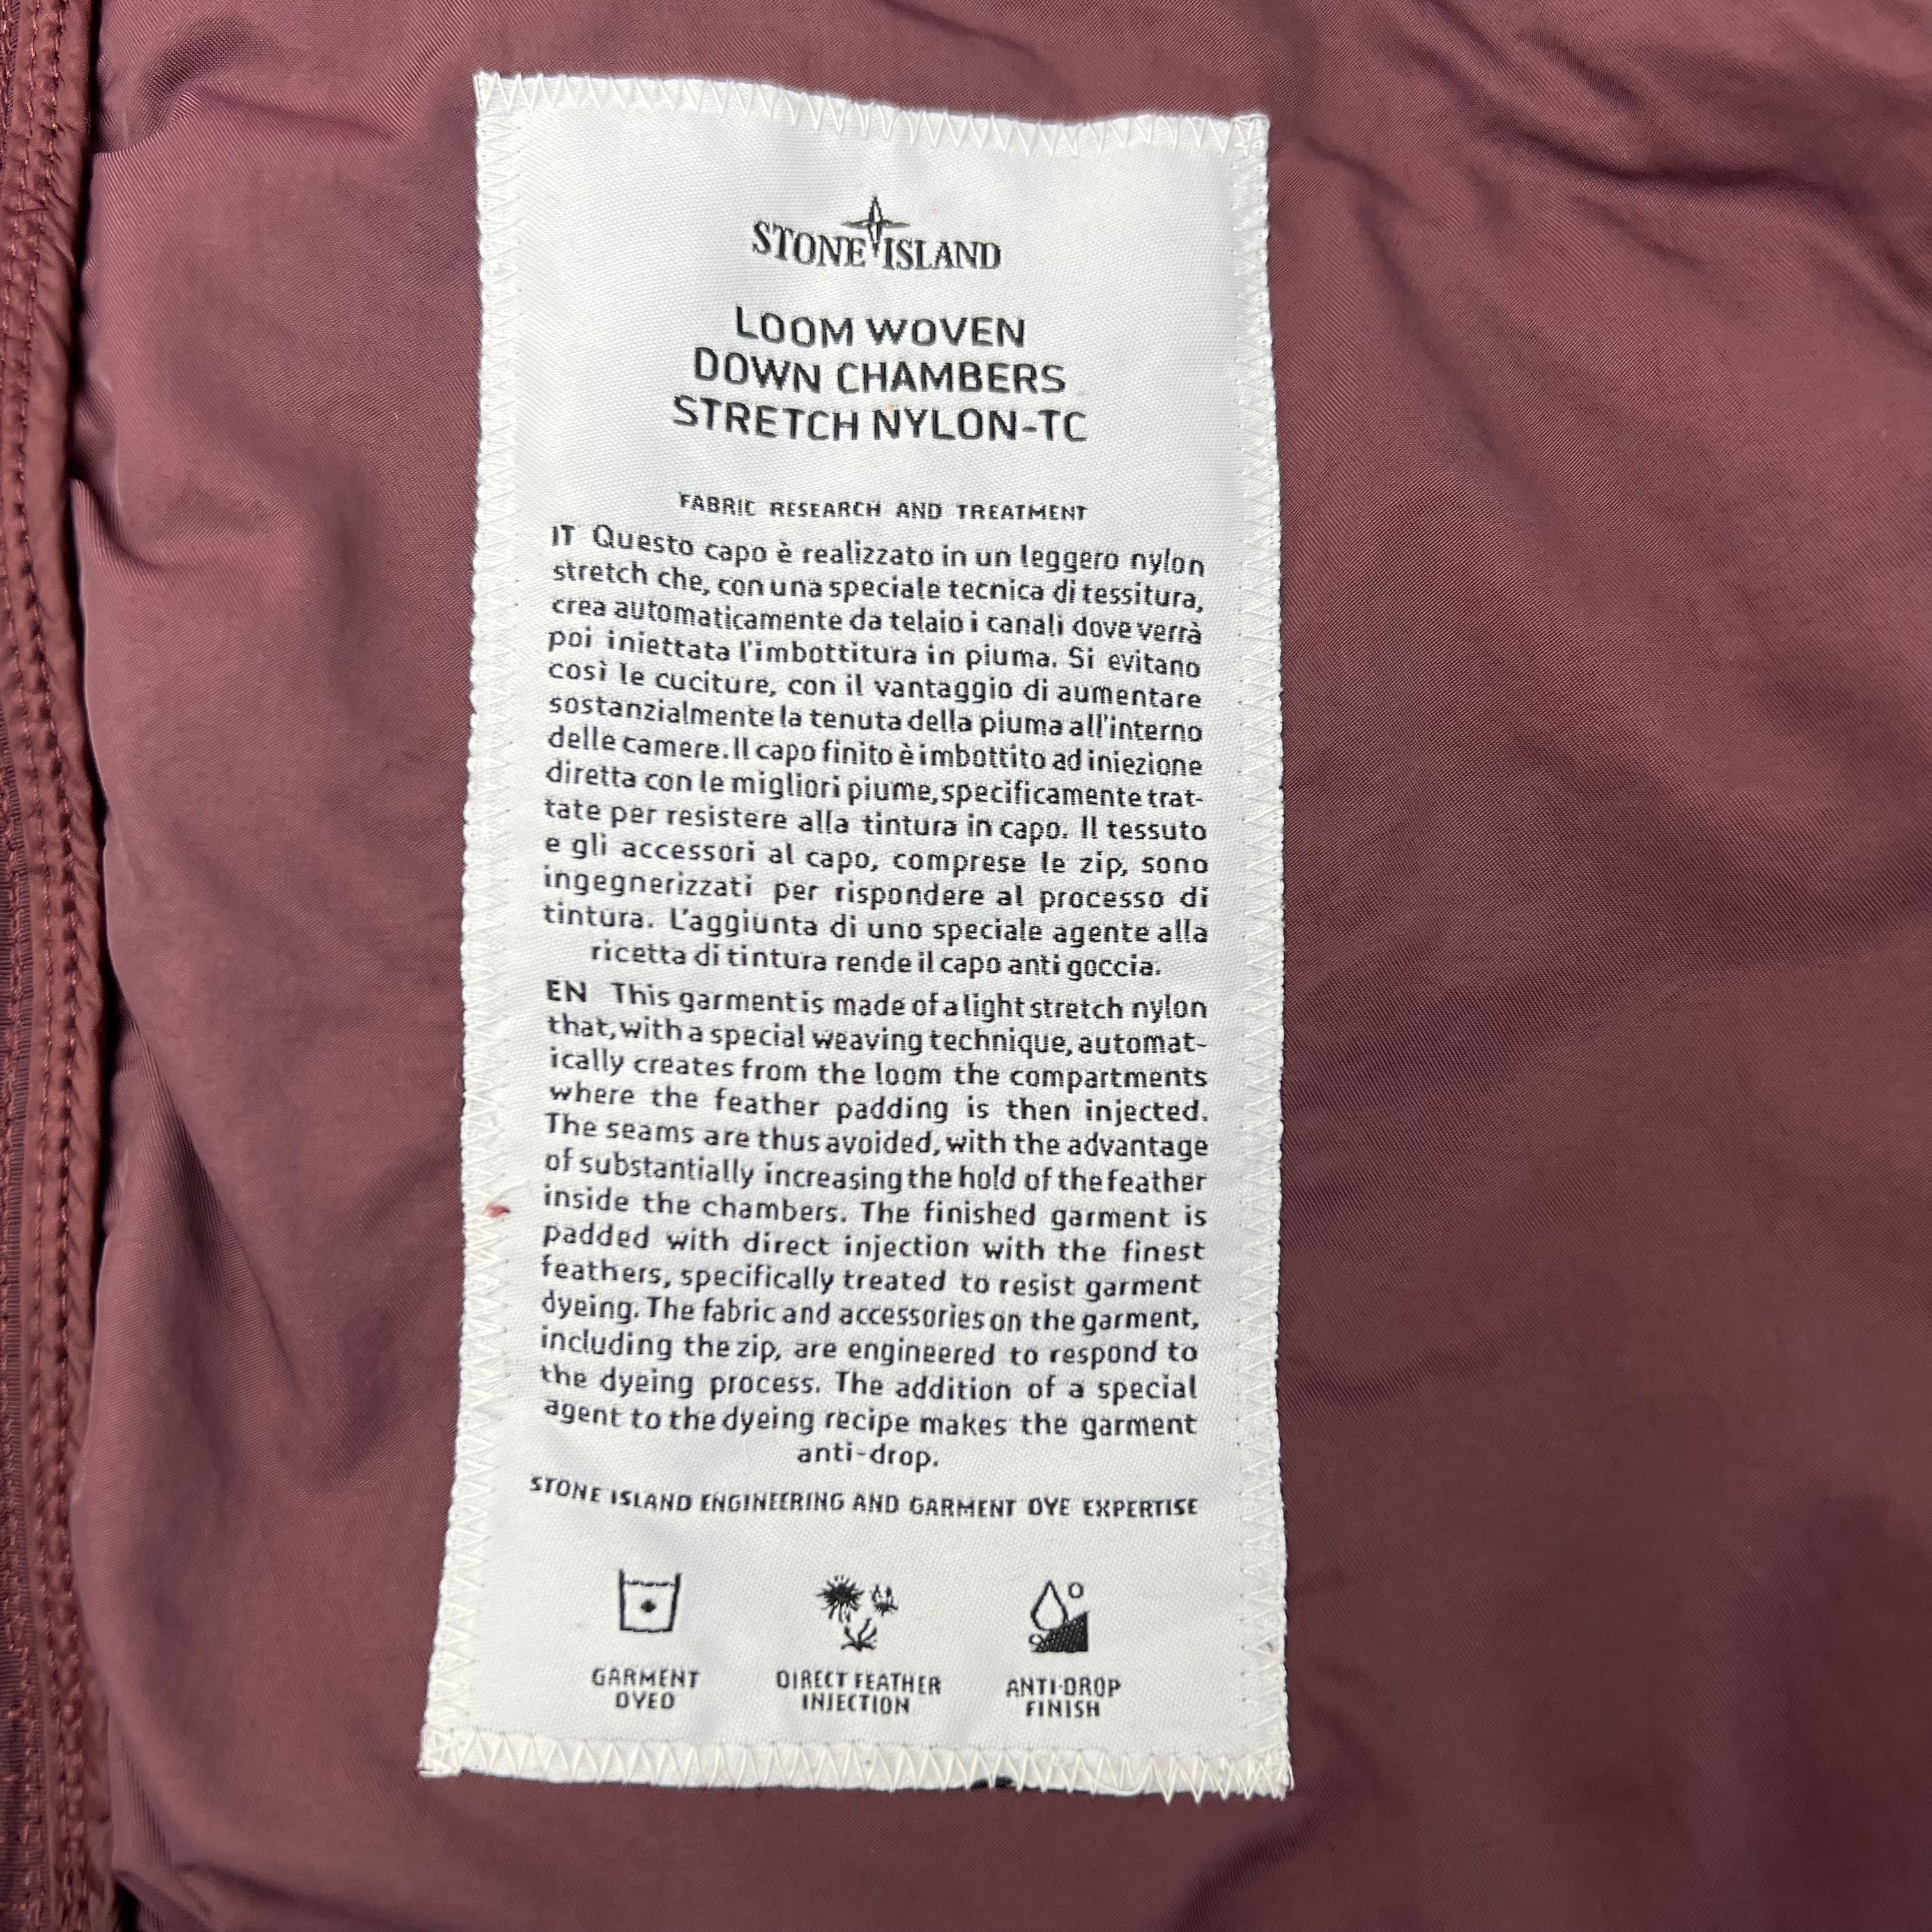 STONE ISLAND
LOOM WOVEN
DOWN CHAMBERS
STRETCH NYLON-TC
FABRIC RESEARCH AND TREATMENT
IT Questo capo è realizzato in un leggero nylon
stretch che, con una speciale tecnica di tessitura,
crea automaticamente da telaio i canali dove verrà
poi iniettata l'imbottitura in piuma. Si evitano
così le cuciture, con il vantaggio di aumentare
sostanzialmente la tenuta della piuma all'interno
delle camere. Il capo finito è imbottito ad iniezione
diretta con le migliori piume, specificamente trat-
tate per resistere alla tintura in capo. Il tessuto
e gli accessori al capo, comprese le zip, sono
ingegnerizzati per rispondere al processo di
tintura. L'aggiunta di uno speciale agente alla
ricetta di tintura rende il capo anti goccia.
EN This garment is made of a light stretch nylon
that, with a special weaving technique, automat-
ically creates from the loom the compartments
where the feather padding is then injected.
The seams are thus avoided, with the advantage
of substantially increasing the hold of the feather
inside the chambers. The finished garment is
padded with direct injection with the finest
feathers, specifically treated to resist garment
dyeing. The fabric and accessories on the garment,
including the zip, are engineered to respond to
the dyeing process. The addition of a special
agent to the dyeing recipe makes the garment
anti-drop.
STONE ISLAND ENGINEERING AND GARMENT DYE EXPERTISE
GARMENT DIRECT FEATHER ANTI-DROP
DYED INJECTION FINISH